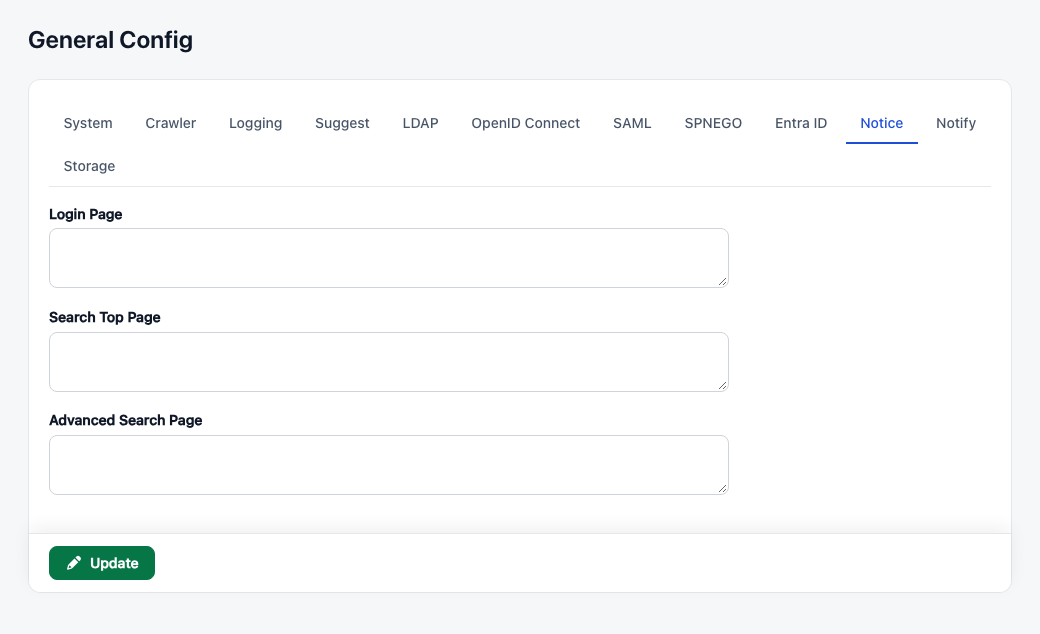 General Config
System Crawler Logging Suggest LDAP OpenID Connect SAML SPNEGO Entra ID Notice Notify
Storage
Login Page
Search Top Page
Advanced Search Page
Update